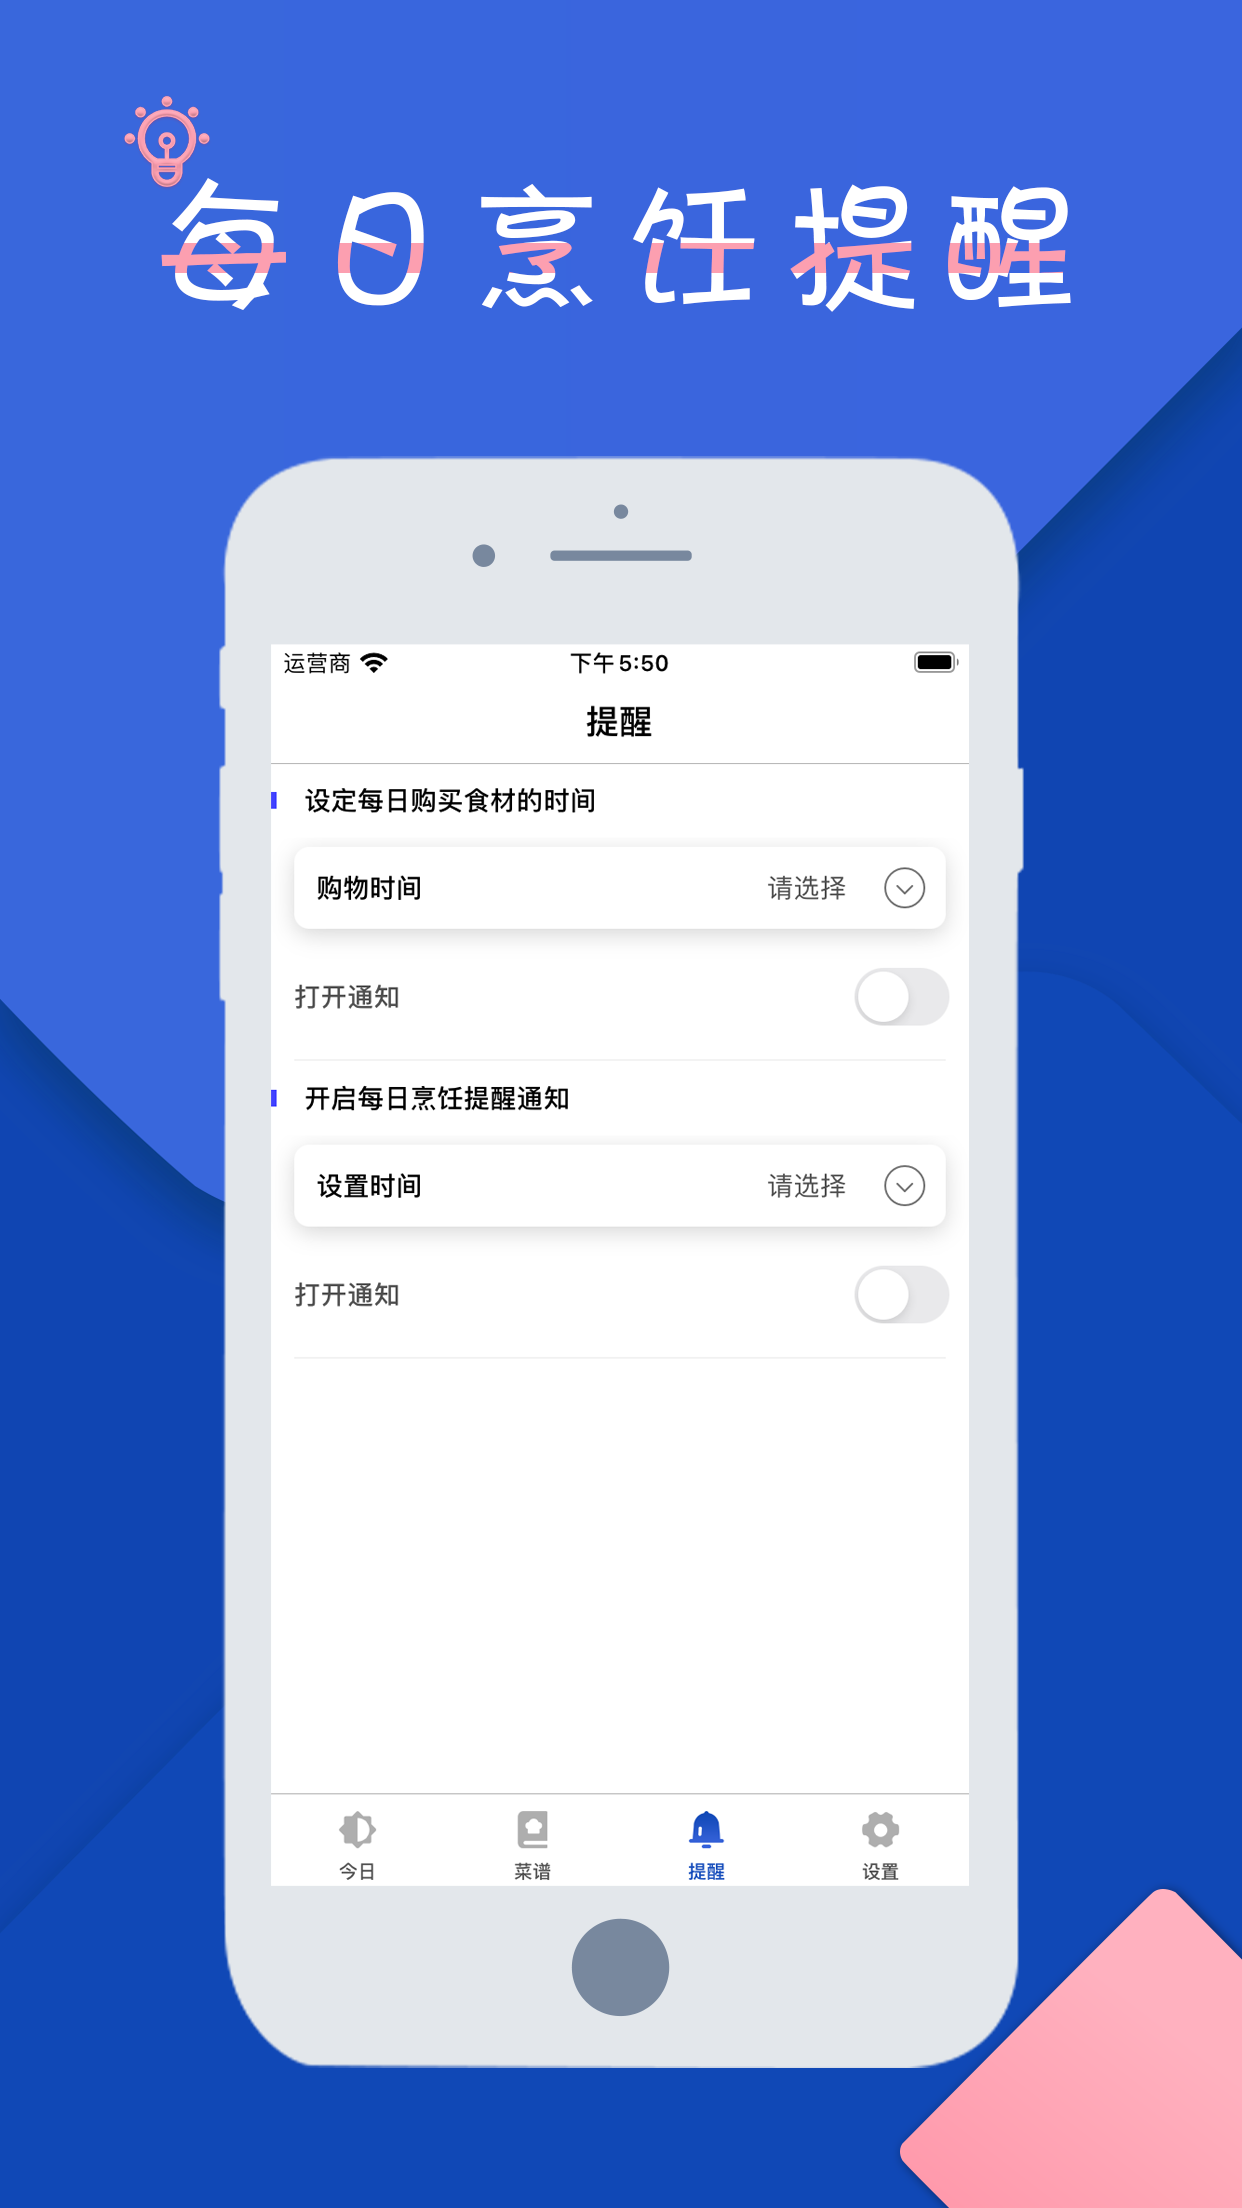 每日烹饪提醒
运营商 下午5:50
提醒
设定每日购买食材的时间
购物时间 请选择
打开通知
开启每日烹饪提醒通知
设置时间 请选择
打开通知
今日 菜谱 提醒 设置